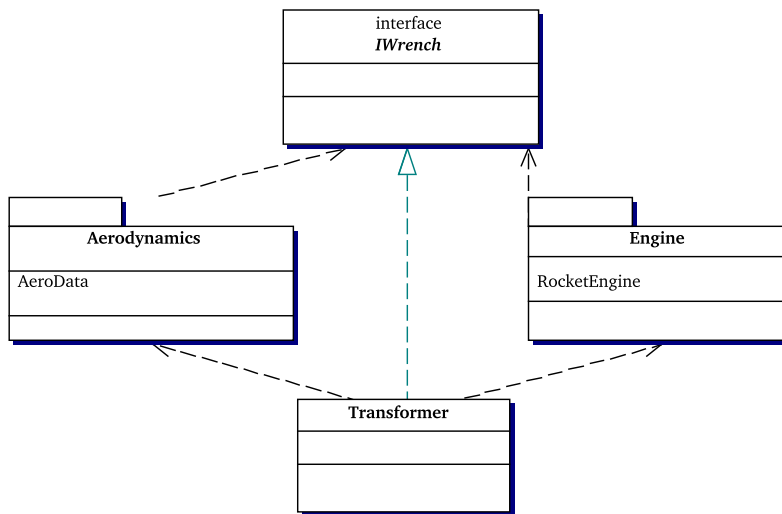 interface
IWrench
Aerodynamics
AeroData
Engine
RocketEngine
Transformer